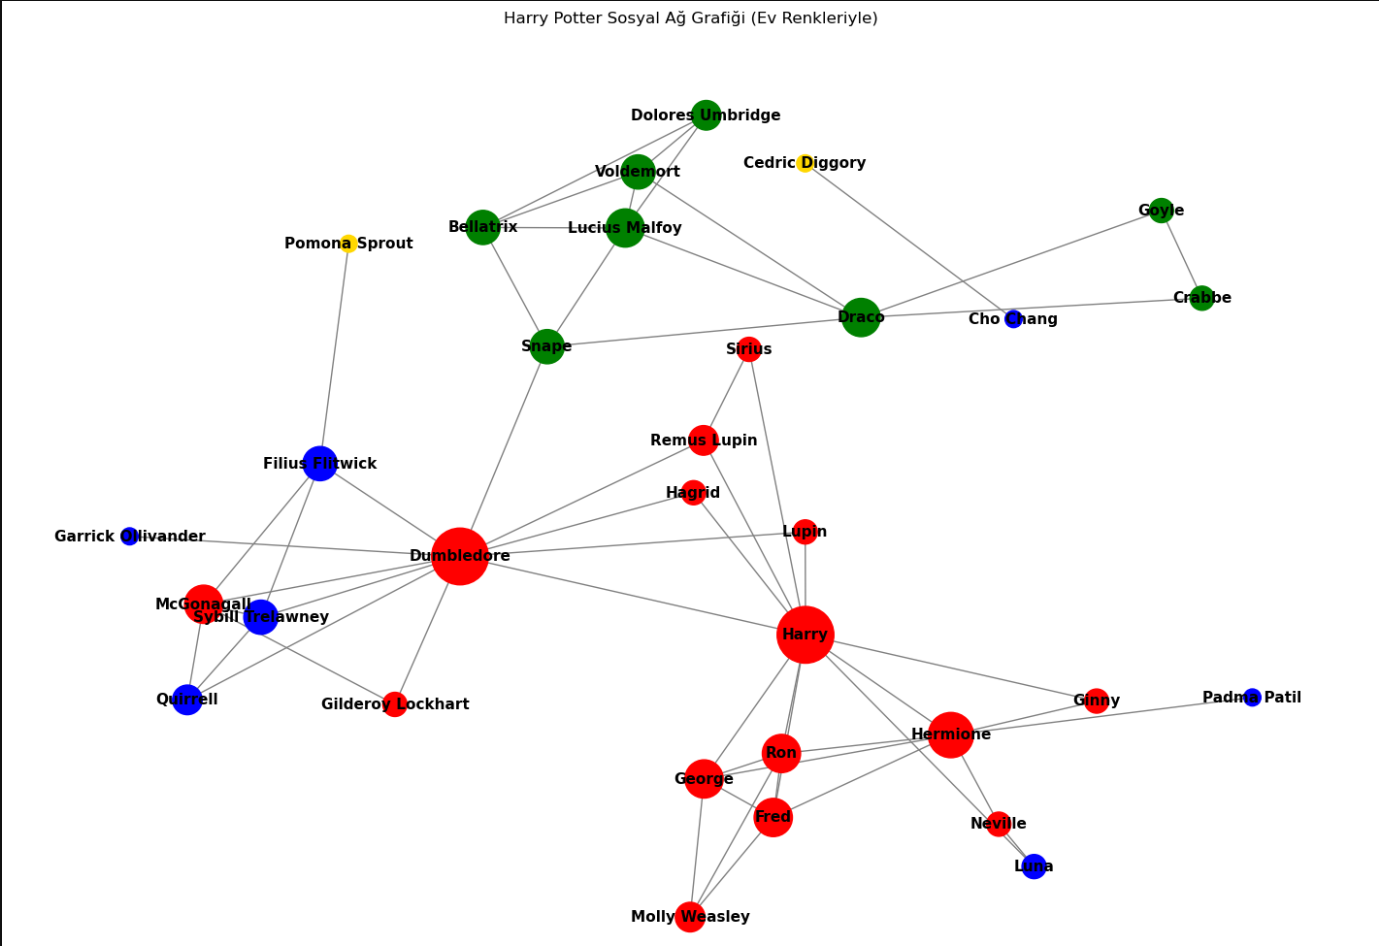 Harry Potter Sosyal Ağ Grafiği (Ev Renkleriyle)
Dolores Umbridge
Cedric Diggory
Voldemort
Goyle
Bellatrix
Lucius Malfoy
Pomona Sprout
Crabbe
Draco
Cho Chang
Snape
Sirius
Remus Lupin
Filius Flitwick
Hagrid
Lupin
Garrick Ollivander
Dumbledore
McGonagall
Sybill Trelawney
Harry
Quirrell
Gilderoy Lockhart
Ginny
Padma Patil
Hermione
Ron
George
Fred
Neville
Luna
Molly Weasley